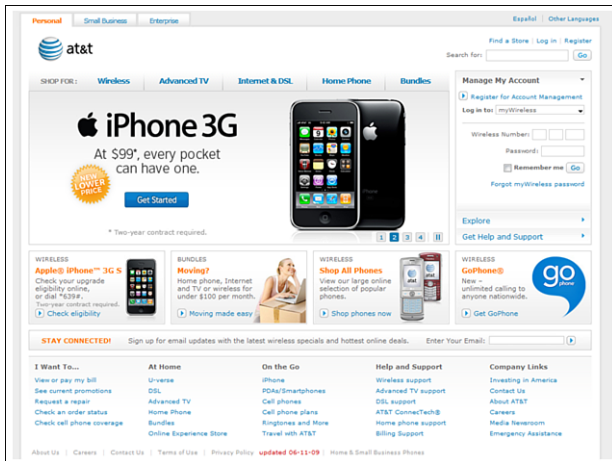 Personal
Small Business
Enterprise
Español | Other Languages
at&t
Find a Store | Log in | Register
Search for:
Go
SHOP FOR:
Wireless
Advanced TV
Internet & DSL
Home Phone
Bundles
iPhone 3G
At $99*, every pocket
can have one.
NEW
LOWER
PRICE
Get Started
* Two-year contract required.
1 2 3 4
Manage My Account
Register for Account Management
Log in to: myWireless
Wireless Number:
Password:
Remember me
Go
Forgot myWireless password
Explore
Get Help and Support
WIRELESS
Apple® iPhone™ 3G S
Check your upgrade
eligibility online,
or dial *639#.
Two-year contract required.
Check eligibility
BUNDLES
Moving?
Home phone, Internet
and TV or wireless for
under $100 per month.
Moving made easy
WIRELESS
Shop All Phones
View our large online
selection of popular
phones.
Shop phones now
WIRELESS
GoPhone®
New –
unlimited calling to
anyone nationwide.
Get GoPhone
go
phone
STAY CONNECTED! Sign up for email updates with the latest wireless specials and hottest online deals. Enter Your Email:
I Want To...
View or pay my bill
See current promotions
Request a repair
Check an order status
Check cell phone coverage
At Home
U-verse
DSL
Advanced TV
Home Phone
Bundles
Online Experience Store
On the Go
iPhone
PDAs/Smartphones
Cell phones
Cell phone plans
Ringtones and More
Travel with AT&T
Help and Support
Wireless support
Advanced TV support
DSL support
AT&T ConnecTech®
Home phone support
Billing Support
Company Links
Investing in America
Contact Us
About AT&T
Careers
Media Newsroom
Emergency Assistance
About Us | Careers | Contact Us | Terms of Use | Privacy Policy updated 06-11-09 | Home & Small Business Phones